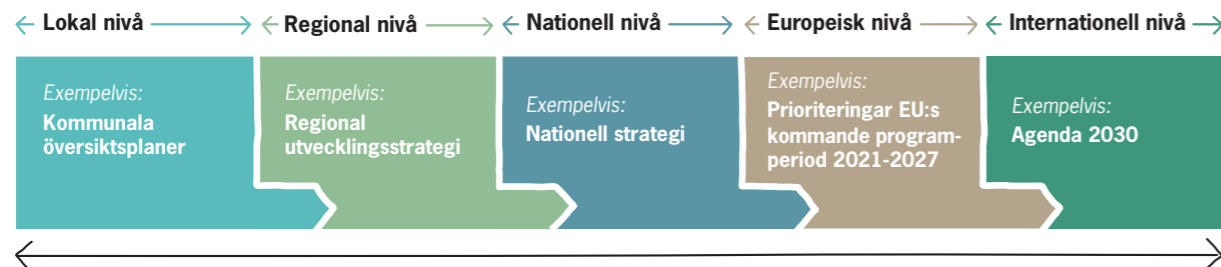 Lokal nivå
Regional nivå
Nationell nivå
Europeisk nivå
Internationell nivå
Exempelvis:
Kommunala
översiktsplaner
Exempelvis:
Regional
utvecklingsstrategi
Exempelvis:
Nationell strategi
Exempelvis:
Prioriteringar EU:s
kommande program-
period 2021-2027
Exempelvis:
Agenda 2030